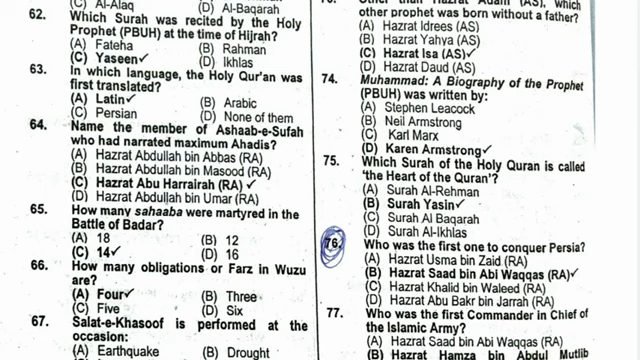 (C) Al-Alaq (D) Al-Baqarah
62. Which Surah was recited by the Holy
Prophet (PBUH) at the time of Hijrah?
(A) Fateha (B) Rahman
(C) Yaseen✓ (D) Ikhlas
63. In which language, the Holy Qur'an was
first translated?
(A) Latin✓ (B) Arabic
(C) Persian (D) None of them
64. Name the member of Ashaab-e-Sufah
who had narrated maximum Ahadis?
(A) Hazrat Abdullah bin Abbas (RA)
(B) Hazrat Abdullah bin Masood (RA)
(C) Hazrat Abu Harrairah (RA)✓
(D) Hazrat Abdullah bin Umar (RA)
65. How many sahaaba were martyred in the
Battle of Badar?
(A) 18 (B) 12
(C) 14✓ (D) 16
66. How many obligations or Farz in Wuzu
are?
(A) Four✓ (B) Three
(C) Five (D) Six
67. Salat-e-Khasoof is performed at the
occasion:
(A) Earthquake (B) Drought
Other than Hazrat Adam (AS), which
other prophet was born without a father?
(A) Hazrat Idrees (AS)
(B) Hazrat Yahya (AS)
(C) Hazrat Isa (AS)✓
(D) Hazrat Daud (AS)
74. Muhammad: A Biography of the Prophet
(PBUH) was written by:
(A) Stephen Leacock
(B) Neil Armstrong
(C) Karl Marx
(D) Karen Armstrong✓
75. Which Surah of the Holy Quran is called
'the Heart of the Quran'?
(A) Surah Al-Rehman
(B) Surah Yasin✓
(C) Surah Al Baqarah
(D) Surah Al-Ikhlas
76. Who was the first one to conquer Persia?
(A) Hazrat Usma bin Zaid (RA)
(B) Hazrat Saad bin Abi Waqqas (RA)✓
(C) Hazrat Khalid bin Waleed (RA)
(D) Hazrat Abu Bakr bin Jarrah (RA)
77. Who was the first Commander in Chief of
the Islamic Army?
(A) Hazrat Saad bin Abi Waqqas (RA)
(B) Hazrat Hamza bin Abdul Mutlib